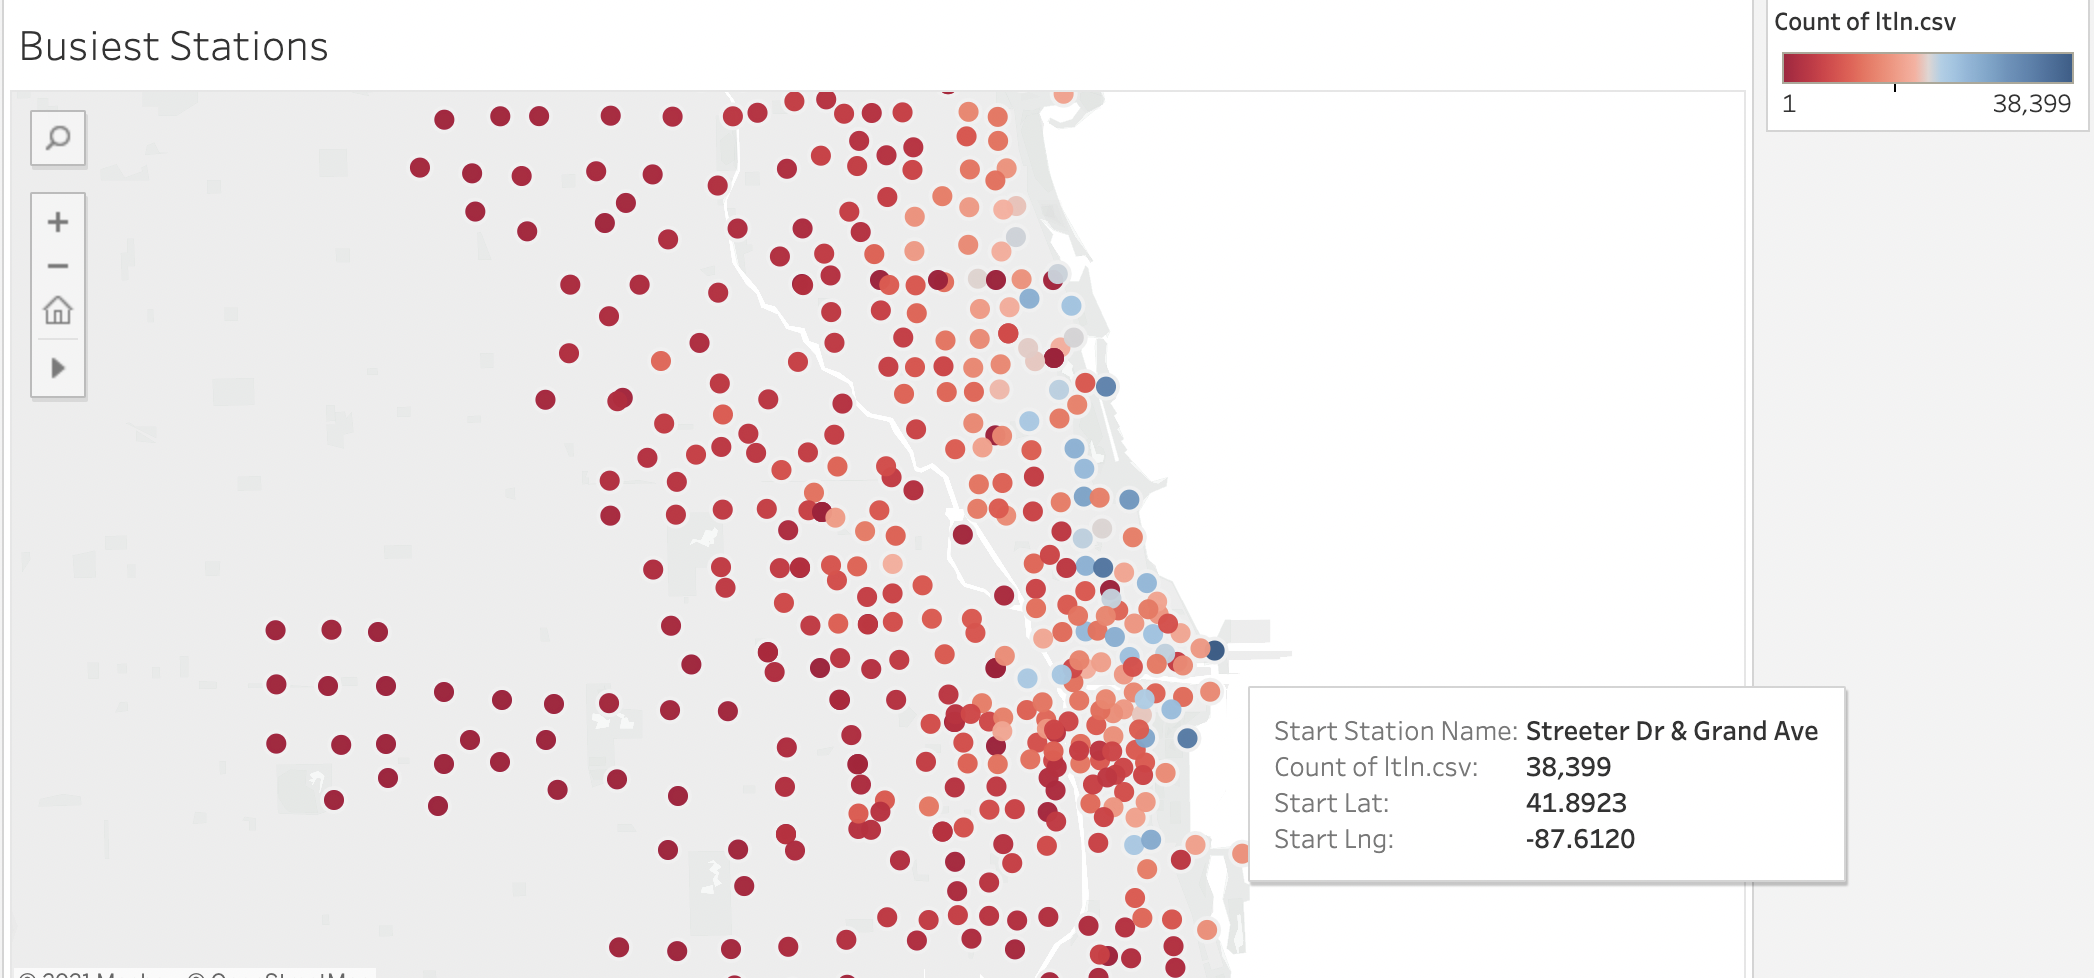 Busiest Stations
Count of ltln.csv
1 38,399
Start Station Name: Streeter Dr & Grand Ave
Count of ltln.csv: 38,399
Start Lat: 41.8923
Start Lng: -87.6120